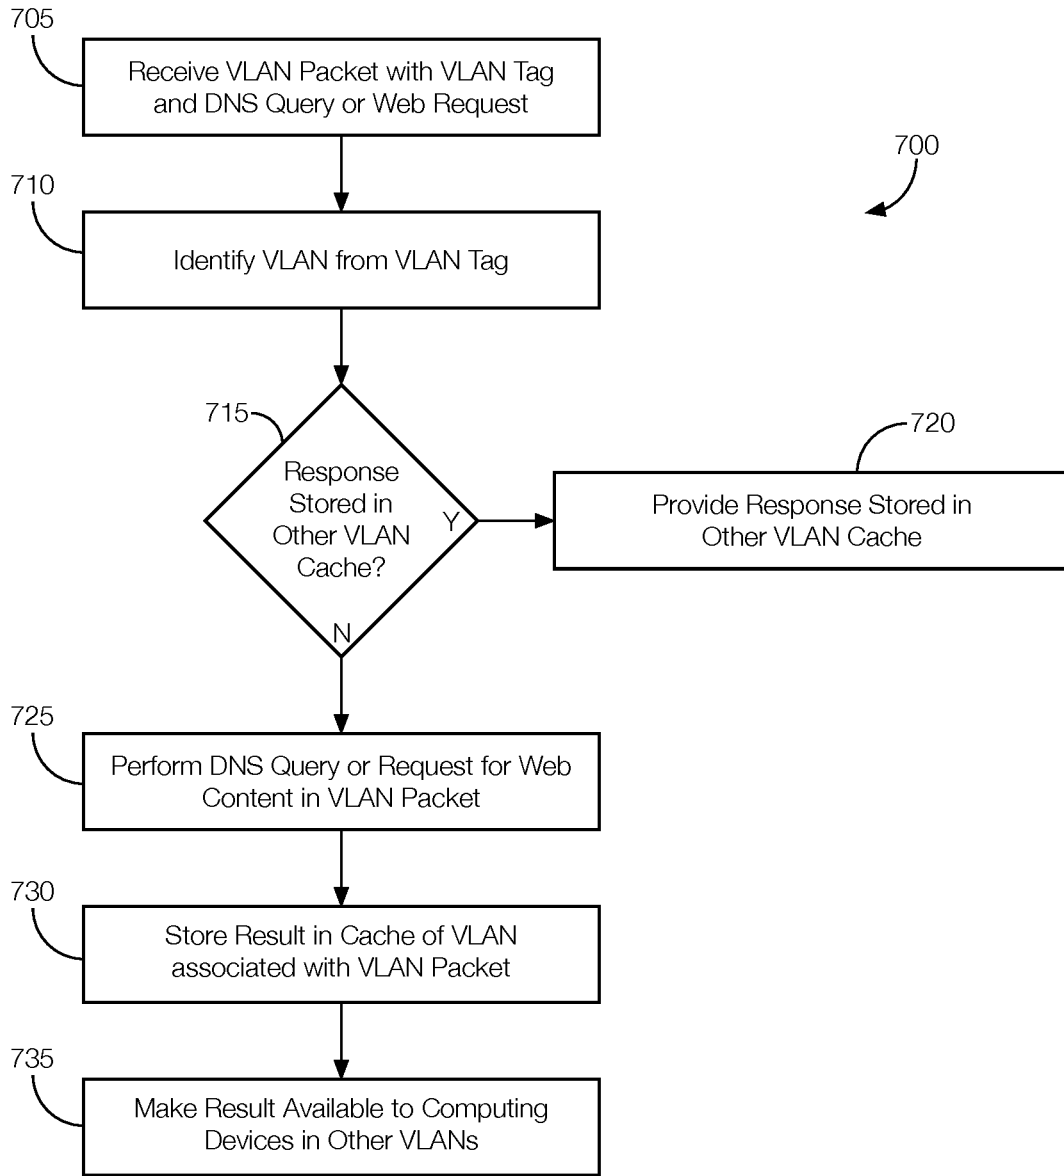 705
Receive VLAN Packet with VLAN Tag
and DNS Query or Web Request
700
710
Identify VLAN from VLAN Tag
715
Response
Stored in
Other VLAN
Cache?
Y
N
720
Provide Response Stored in
Other VLAN Cache
725
Perform DNS Query or Request for Web
Content in VLAN Packet
730
Store Result in Cache of VLAN
associated with VLAN Packet
735
Make Result Available to Computing
Devices in Other VLANs